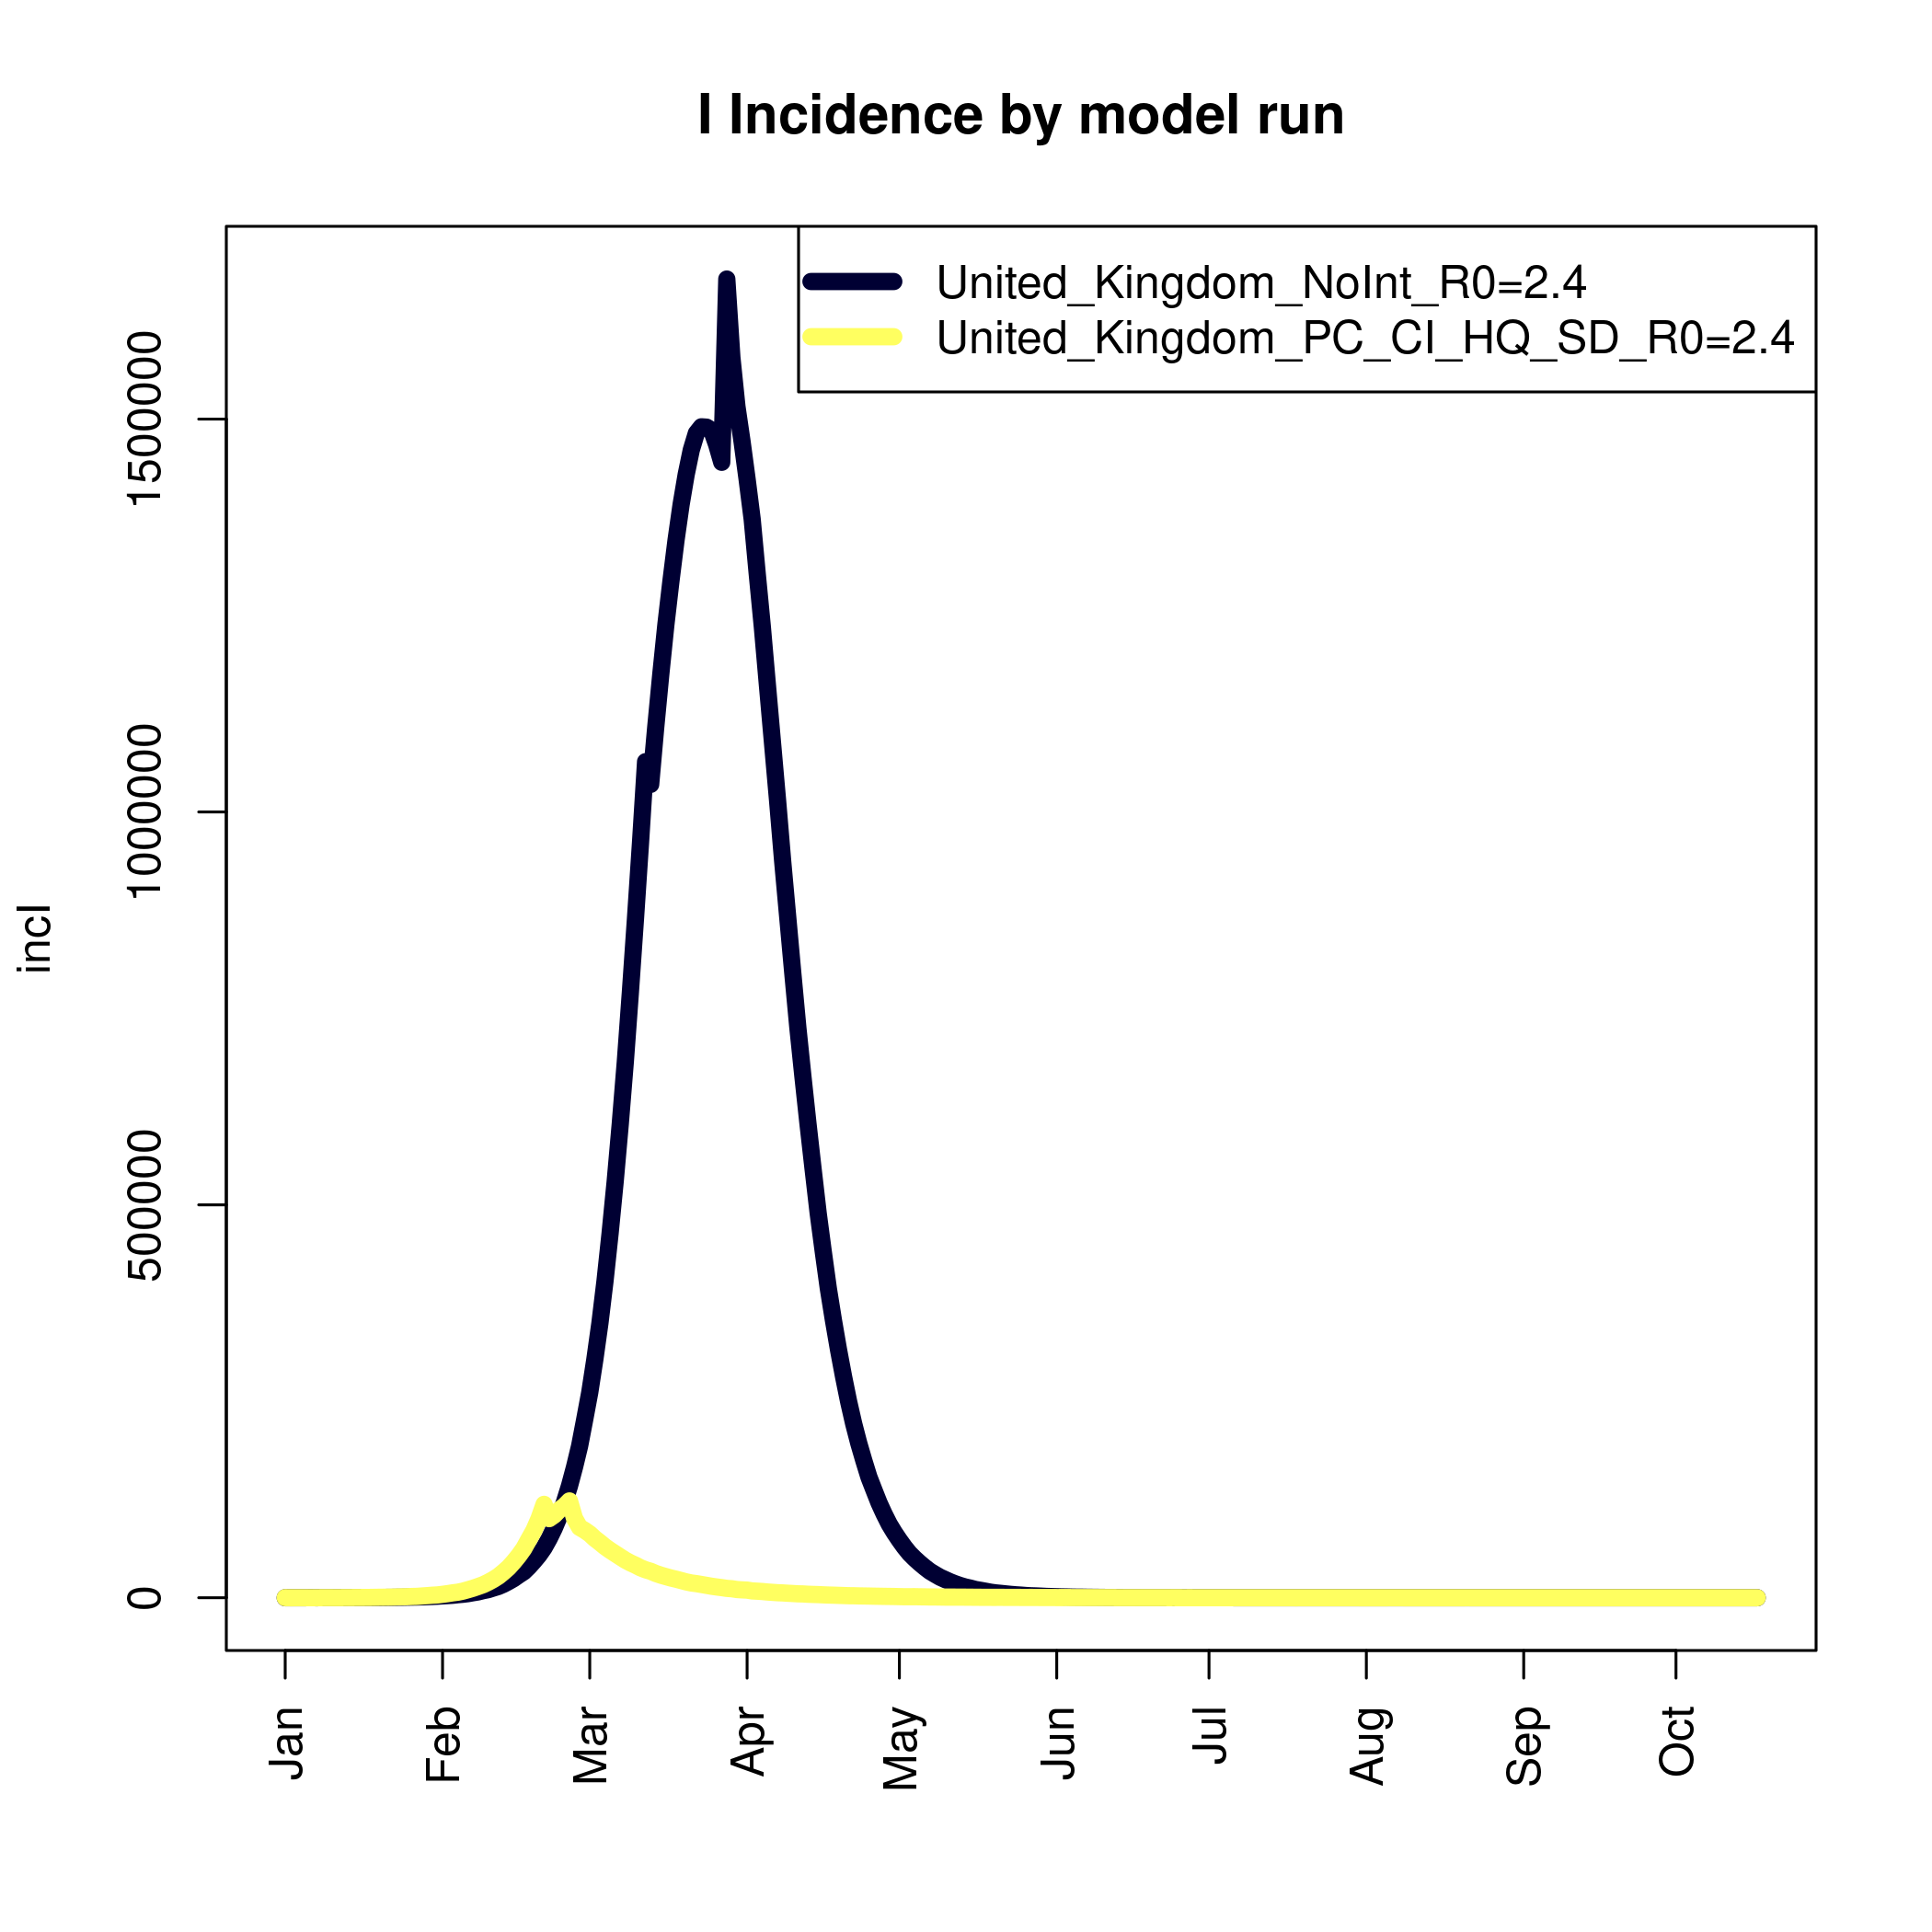 I Incidence by model run
United_Kingdom_NoInt_R0=2.4
United_Kingdom_PC_CI_HQ_SD_R0=2.4
1500000
1000000
500000
0
incI
Jan
Feb
Mar
Apr
May
Jun
Jul
Aug
Sep
Oct